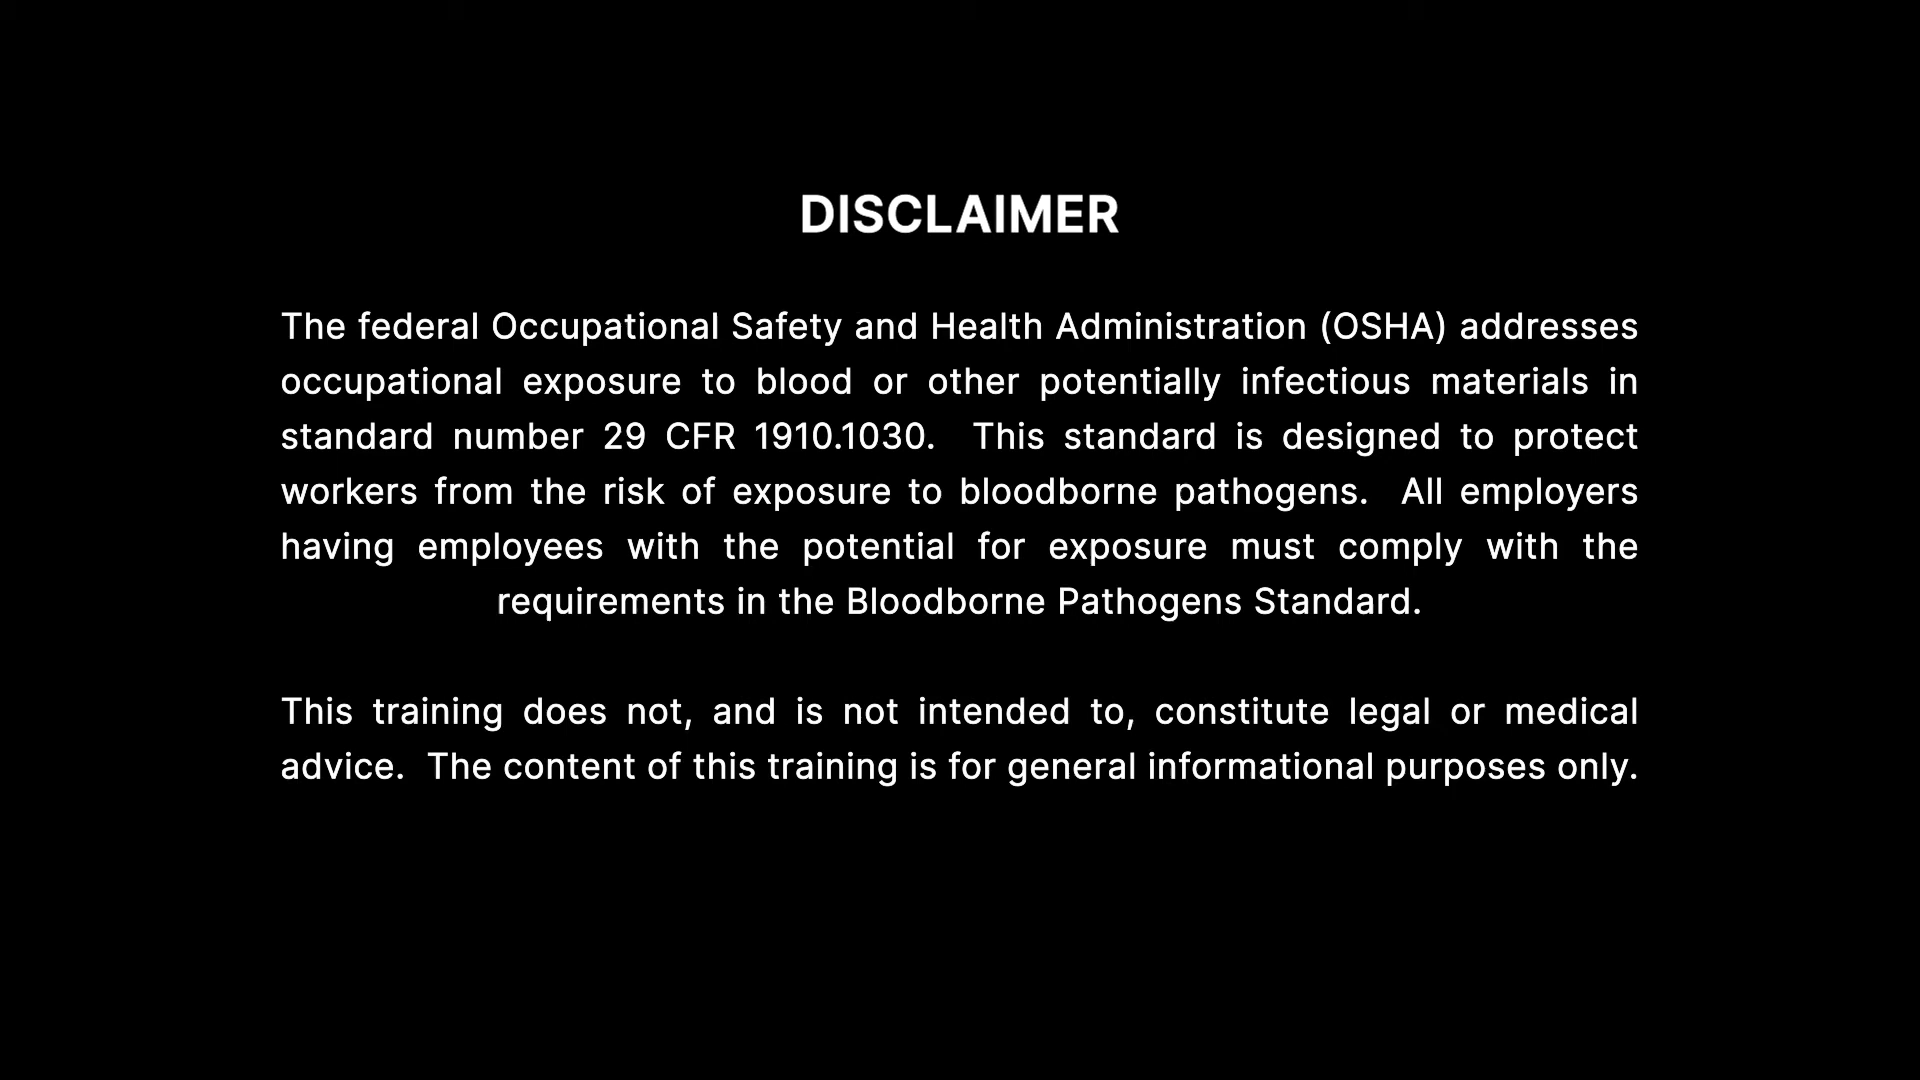 DISCLAIMER
The federal Occupational Safety and Health Administration (OSHA) addresses
occupational exposure to blood or other potentially infectious materials in
standard number 29 CFR 1910.1030.  This standard is designed to protect
workers from the risk of exposure to bloodborne pathogens.  All employers
having employees with the potential for exposure must comply with the
requirements in the Bloodborne Pathogens Standard.
This training does not, and is not intended to, constitute legal or medical
advice.  The content of this training is for general informational purposes only.